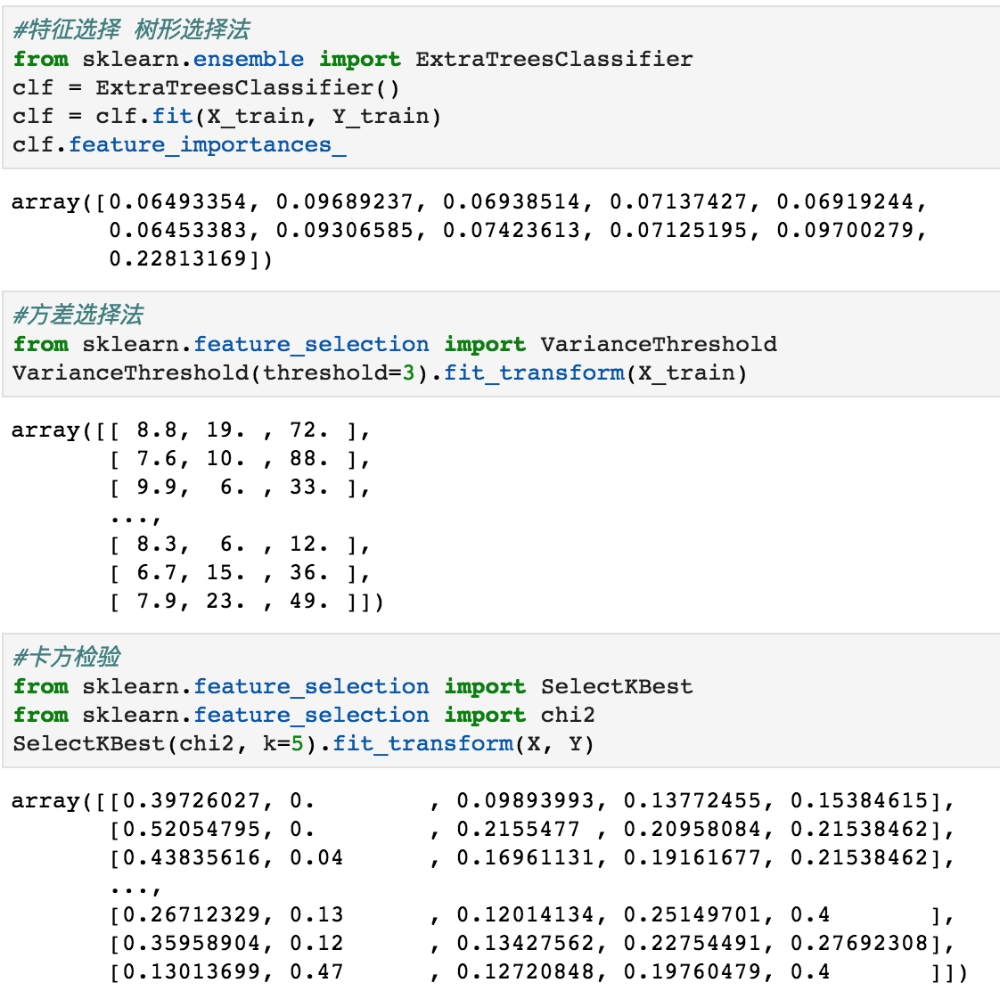 #特征选择 树形选择法
from sklearn.ensemble import ExtraTreesClassifier
clf = ExtraTreesClassifier()
clf = clf.fit(X_train, Y_train)
clf.feature_importances_
array([0.06493354, 0.09689237, 0.06938514, 0.07137427, 0.06919244,
       0.06453383, 0.09306585, 0.07423613, 0.07125195, 0.09700279,
       0.22813169])
#方差选择法
from sklearn.feature_selection import VarianceThreshold
VarianceThreshold(threshold=3).fit_transform(X_train)
array([[ 8.8, 19. , 72. ],
       [ 7.6, 10. , 88. ],
       [ 9.9,  6. , 33. ],
       ...,
       [ 8.3,  6. , 12. ],
       [ 6.7, 15. , 36. ],
       [ 7.9, 23. , 49. ]])
#卡方检验
from sklearn.feature_selection import SelectKBest
from sklearn.feature_selection import chi2
SelectKBest(chi2, k=5).fit_transform(X, Y)
array([[0.39726027, 0.        , 0.09893993, 0.13772455, 0.15384615],
       [0.52054795, 0.        , 0.2155477 , 0.20958084, 0.21538462],
       [0.43835616, 0.04      , 0.16961131, 0.19161677, 0.21538462],
       ...,
       [0.26712329, 0.13      , 0.12014134, 0.25149701, 0.4       ],
       [0.35958904, 0.12      , 0.13427562, 0.22754491, 0.27692308],
       [0.13013699, 0.47      , 0.12720848, 0.19760479, 0.4       ]])